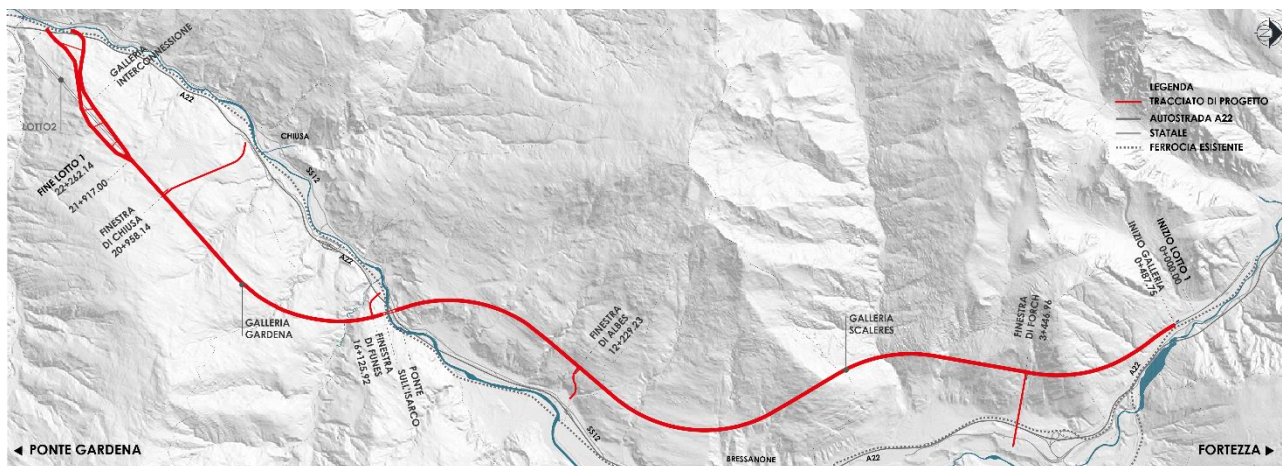 N
LEGENDA
TRACCIATO DI PROGETTO
AUTOSTRADA A22
STATALE
FERROCIA ESISTENTE
GALLERIA
INTERCONNESSIONE
A22
LOTTO2
CHIUSA
FINE LOTTO 1
22+262.14
21+917.00
SS12
FINESTRA
DI CHIUSA
20+958.14
A22
GALLERIA
GARDENA
FINESTRA
DI FUNES
16+125.92
PONTE
SULL'ISARCO
FINESTRA
DI ALBES
12+229.23
SS12
GALLERIA
SCALERES
FINESTRA
DI FORCH
3+446.96
INIZIO LOTTO 1
0+000.00
INIZIO GALLERIA
0+487.75
A22
BRESSANONE
A22
PONTE GARDENA
FORTEZZA